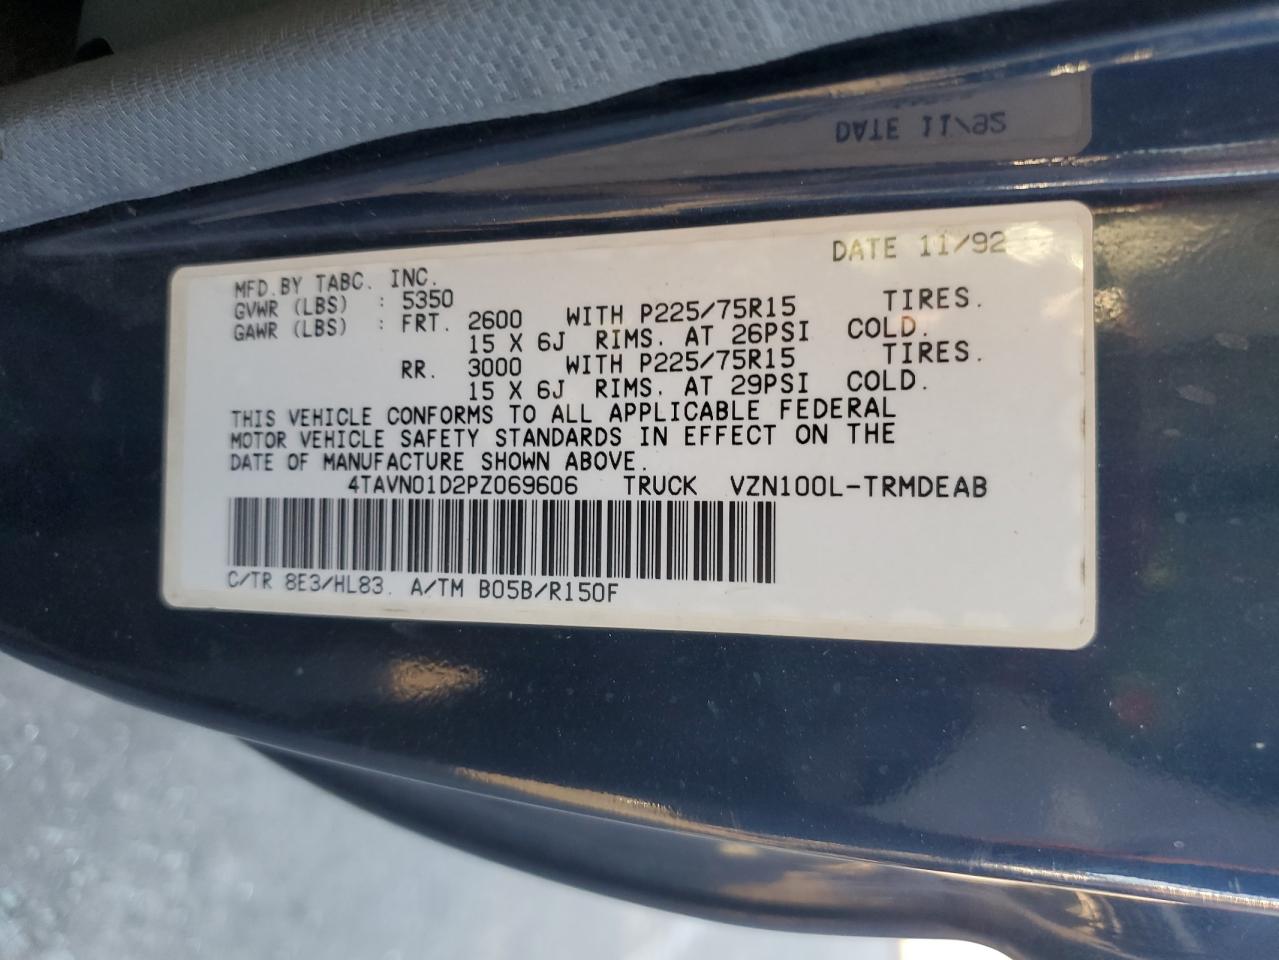 DATE 11/92
MFD.BY TABC. INC.
GVWR (LBS) : 5350
GAWR (LBS) : FRT. 2600 WITH P225/75R15 TIRES.
15 X 6J RIMS. AT 26PSI COLD.
RR. 3000 WITH P225/75R15 TIRES.
15 X 6J RIMS. AT 29PSI COLD.
THIS VEHICLE CONFORMS TO ALL APPLICABLE FEDERAL
MOTOR VEHICLE SAFETY STANDARDS IN EFFECT ON THE
DATE OF MANUFACTURE SHOWN ABOVE.
4TAVN01D2PZ069606 TRUCK VZN100L-TRMDEAB
C/TR 8E3/HL83. A/TM B05B/R150F